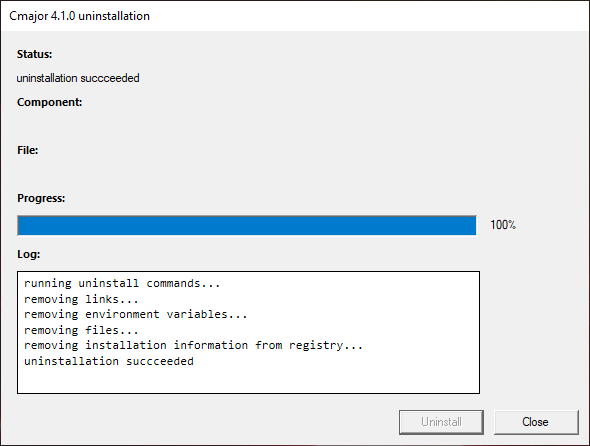 Cmajor 4.1.0 uninstallation
Status:
uninstallation succceeded
Component:
File:
Progress:
100%
Log:
running uninstall commands...
removing links...
removing environment variables...
removing files...
removing installation information from registry...
uninstallation succceeded
Uninstall
Close